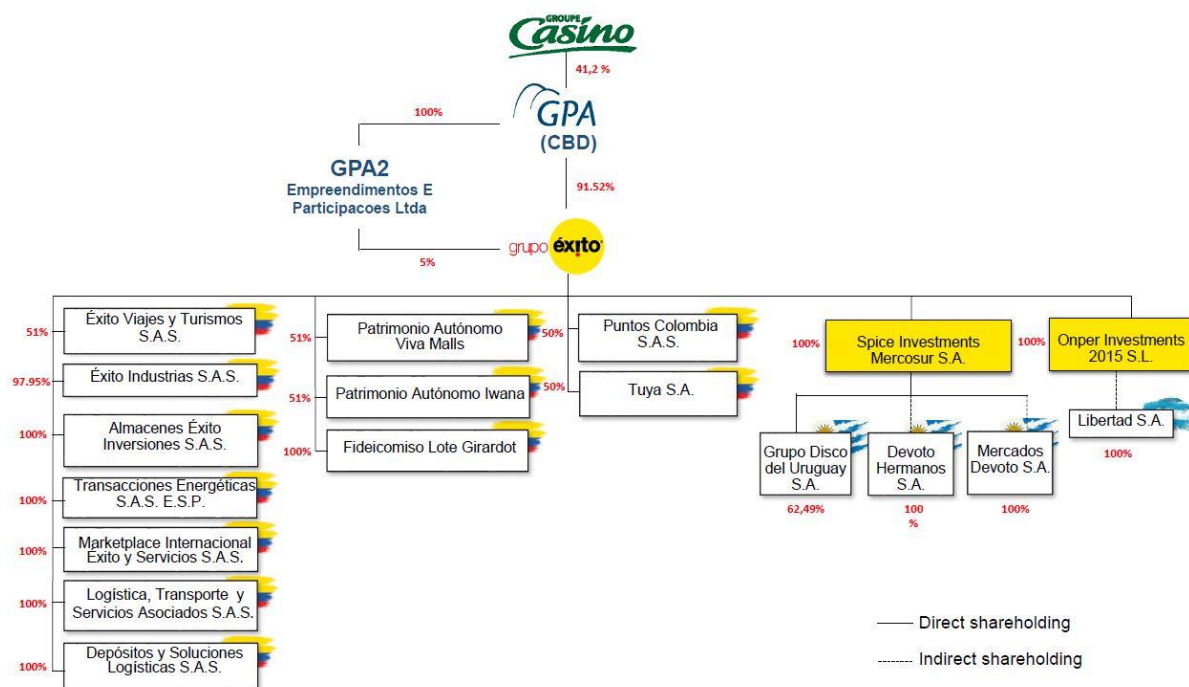 GROUPE
Casino
41,2 %
GPA
(CBD)
100%
GPA2
Empreendimentos E
Participacoes Ltda
91.52%
grupo éxito
5%
51%
Éxito Viajes y Turismos
S.A.S.
97.95%
Éxito Industrias S.A.S.
100%
Almacenes Éxito
Inversiones S.A.S.
100%
Transacciones Energéticas
S.A.S. E.S.P.
100%
Marketplace Internacional
Éxito y Servicios S.A.S.
100%
Logística, Transporte y
Servicios Asociados S.A.S.
100%
Depósitos y Soluciones
Logísticas S.A.S.
51%
Patrimonio Autónomo
Viva Malls
51%
Patrimonio Autónomo Iwana
100%
Fideicomiso Lote Girardot
50%
Puntos Colombia
S.A.S.
50%
Tuya S.A.
100%
Spice Investments
Mercosur S.A.
Grupo Disco
del Uruguay
S.A.
62,49%
Devoto
Hermanos
S.A.
100
%
Mercados
Devoto S.A.
100%
100%
Onper Investments
2015 S.L.
Libertad S.A.
100%
Direct shareholding
Indirect shareholding